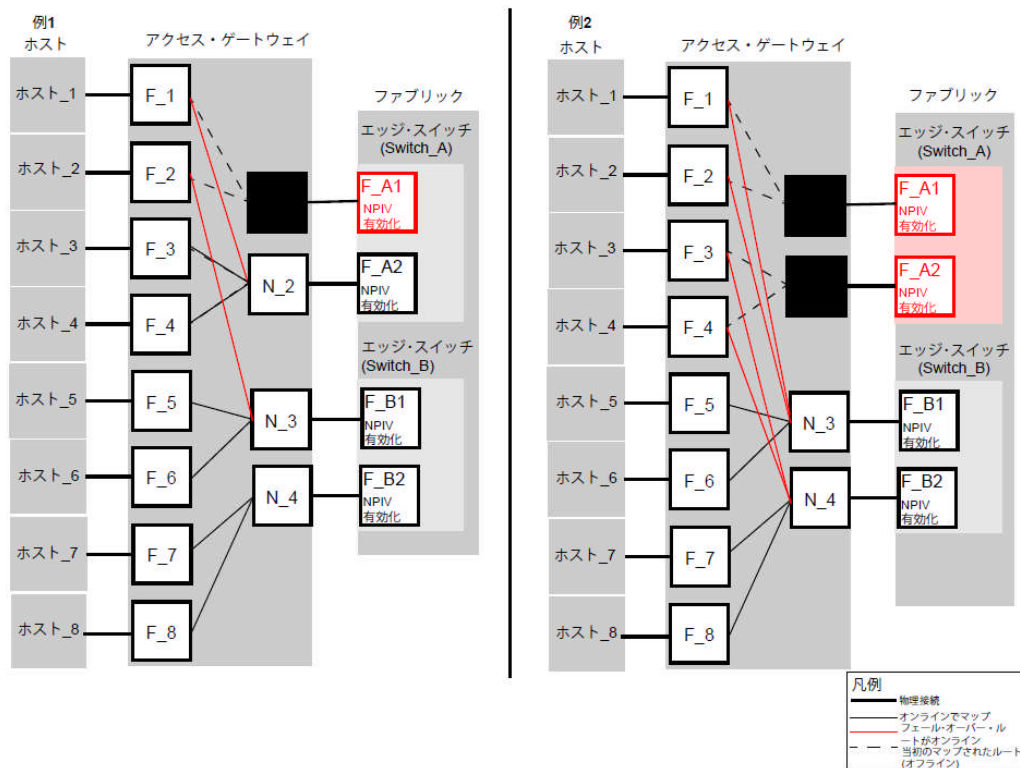 例1
ホスト
アクセス・ゲートウェイ
ホスト_1
ホスト_2
ホスト_3
ホスト_4
ホスト_5
ホスト_6
ホスト_7
ホスト_8
F_1
F_2
F_3
F_4
F_5
F_6
F_7
F_8
N_2
N_3
N_4
ファブリック
エッジ・スイッチ
(Switch_A)
F_A1
NPIV
有効化
F_A2
NPIV
有効化
エッジ・スイッチ
(Switch_B)
F_B1
NPIV
有効化
F_B2
NPIV
有効化
例2
ホスト
アクセス・ゲートウェイ
ホスト_1
ホスト_2
ホスト_3
ホスト_4
ホスト_5
ホスト_6
ホスト_7
ホスト_8
F_1
F_2
F_3
F_4
F_5
F_6
F_7
F_8
N_3
N_4
ファブリック
エッジ・スイッチ
(Switch_A)
F_A1
NPIV
有効化
F_A2
NPIV
有効化
エッジ・スイッチ
(Switch_B)
F_B1
NPIV
有効化
F_B2
NPIV
有効化
凡例
物理接続
オンラインでマップ
フェール・オーバー・ル
ートがオンライン
当初のマップされたルート
(オフライン)